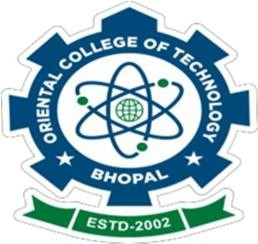 ORIENTAL COLLEGE OF TECHNOLOGY
BHOPAL
ESTD-2002